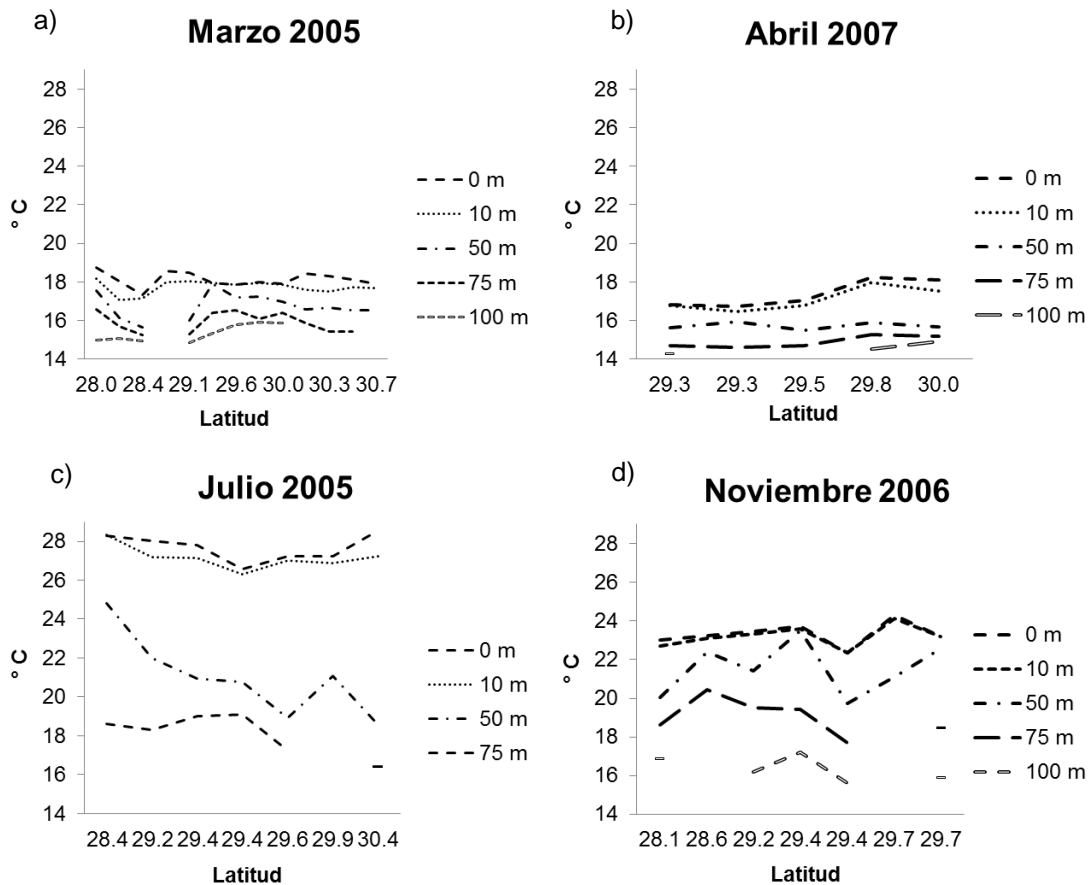 a)
Marzo 2005
28
26
24
22
20
18
16
14
° C
28.0 28.4 29.1 29.6 30.0 30.3 30.7
Latitud
0 m
10 m
50 m
75 m
100 m
b)
Abril 2007
28
26
24
22
20
18
16
14
° C
29.3 29.3 29.5 29.8 30.0
Latitud
0 m
10 m
50 m
75 m
100 m
c)
Julio 2005
28
26
24
22
20
18
16
14
° C
28.4 29.2 29.4 29.4 29.6 29.9 30.4
Latitud
0 m
10 m
50 m
75 m
d)
Noviembre 2006
28
26
24
22
20
18
16
14
° C
28.1 28.6 29.2 29.4 29.4 29.7 29.7
Latitud
0 m
10 m
50 m
75 m
100 m